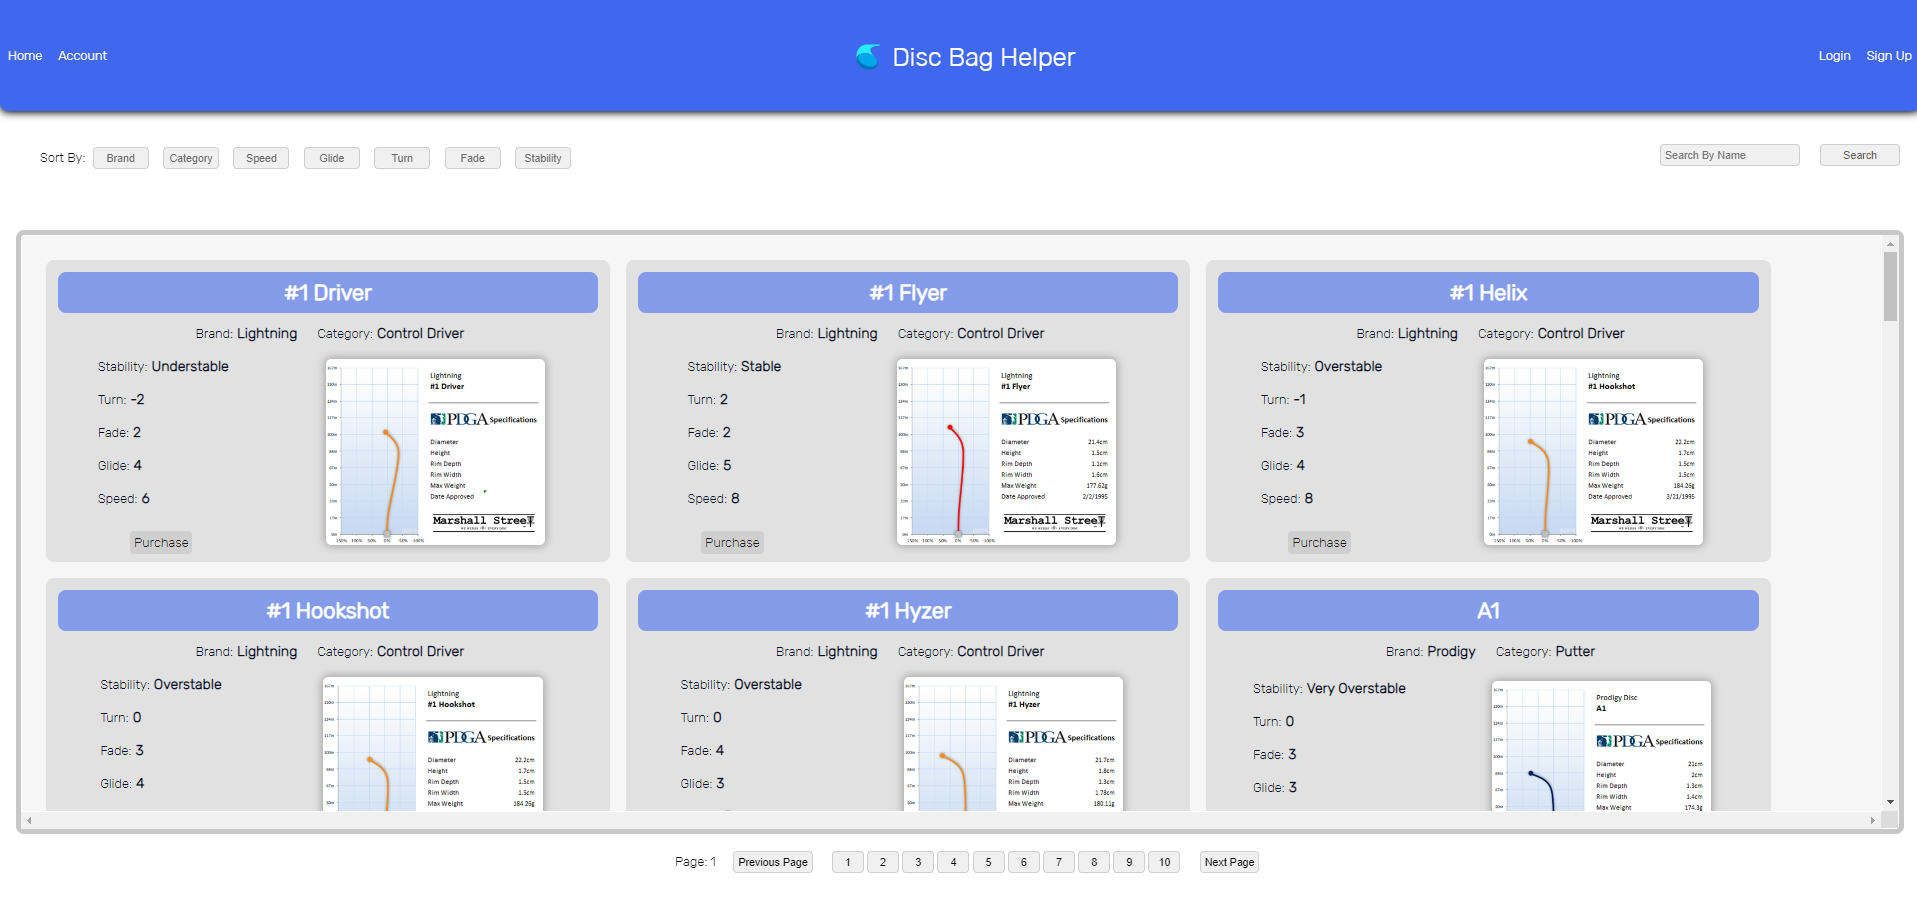 Home Account Disc Bag Helper Login Sign Up
Sort By: Brand Category Speed Glide Turn Fade Stability Search By Name Search
#1 Driver
Brand: Lightning Category: Control Driver
Stability: Understable
Turn: -2
Fade: 2
Glide: 4
Speed: 6
Purchase
Lightning
#1 Driver
PDGA Specifications
Diameter
Height
Rim Depth
Rim Width
Max Weight
Date Approved
Marshall Street
#1 Flyer
Brand: Lightning Category: Control Driver
Stability: Stable
Turn: 2
Fade: 2
Glide: 5
Speed: 8
Purchase
Lightning
#1 Flyer
PDGA Specifications
Diameter 21.4cm
Height 1.5cm
Rim Depth 1.1cm
Rim Width 1.6cm
Max Weight 177.62g
Date Approved 2/2/1995
Marshall Street
#1 Helix
Brand: Lightning Category: Control Driver
Stability: Overstable
Turn: -1
Fade: 3
Glide: 4
Speed: 8
Purchase
Lightning
#1 Hookshot
PDGA Specifications
Diameter 22.2cm
Height 1.7cm
Rim Depth 1.5cm
Rim Width 1.5cm
Max Weight 184.26g
Date Approved 3/21/1995
Marshall Street
#1 Hookshot
Brand: Lightning Category: Control Driver
Stability: Overstable
Turn: 0
Fade: 3
Glide: 4
Lightning
#1 Hookshot
PDGA Specifications
Diameter 22.2cm
Height 1.7cm
Rim Depth 1.5cm
Rim Width 1.5cm
Max Weight 184.26g
#1 Hyzer
Brand: Lightning Category: Control Driver
Stability: Overstable
Turn: 0
Fade: 4
Glide: 3
Lightning
#1 Hyzer
PDGA Specifications
Diameter 21.7cm
Height 1.8cm
Rim Depth 1.3cm
Rim Width 1.78cm
Max Weight 180.11g
A1
Brand: Prodigy Category: Putter
Stability: Very Overstable
Turn: 0
Fade: 3
Glide: 3
Prodigy Disc
A1
PDGA Specifications
Diameter 21cm
Height 2cm
Rim Depth 1.3cm
Rim Width 1.4cm
Max Weight 174.3g
Page: 1 Previous Page 1 2 3 4 5 6 7 8 9 10 Next Page